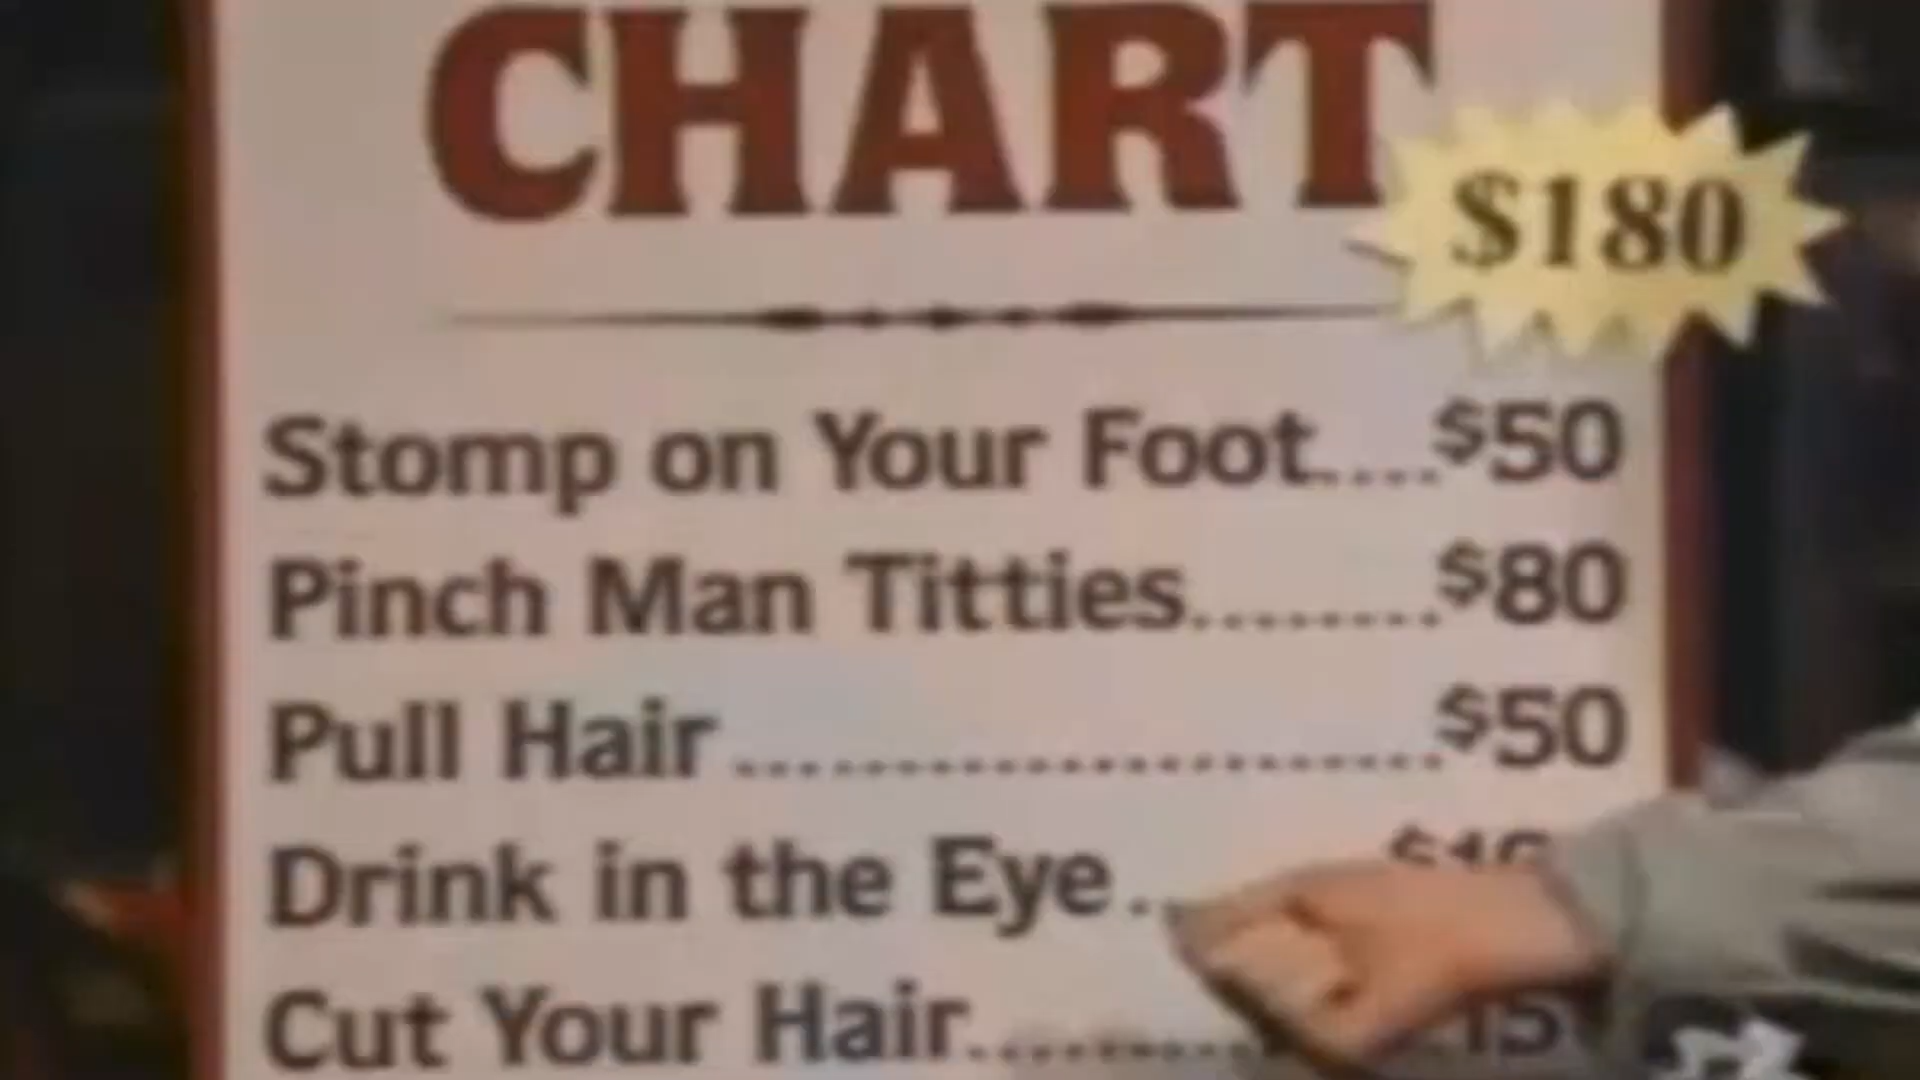 CHART
$180
Stomp on Your Foot....$50
Pinch Man Titties........$80
Pull Hair......................$50
Drink in the Eye..
Cut Your Hair.........